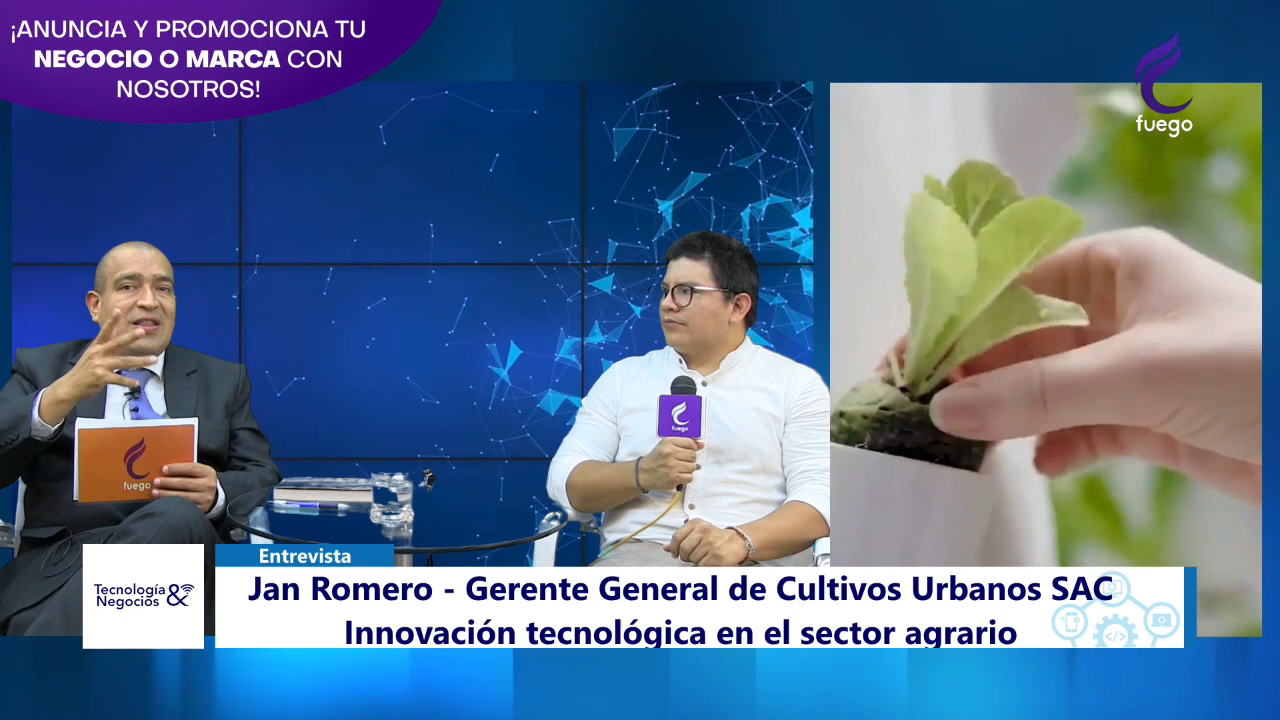 ¡ANUNCIA Y PROMOCIONA TU
NEGOCIO O MARCA CON
NOSOTROS!
fuego
fuego
fuego
Entrevista
Tecnología &
Negocios
Jan Romero - Gerente General de Cultivos Urbanos SAC
Innovación tecnológica en el sector agrario